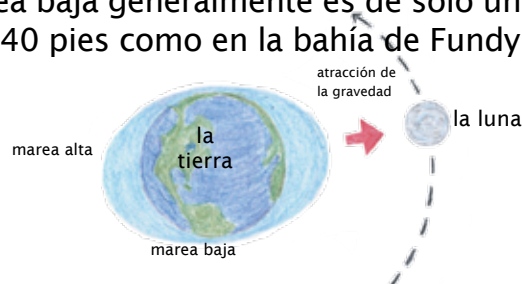 ea baja generalmente es de solo un
40 pies como en la bahía de Fundy
atracción de
la gravedad
la luna
la
tierra
marea alta
marea baja